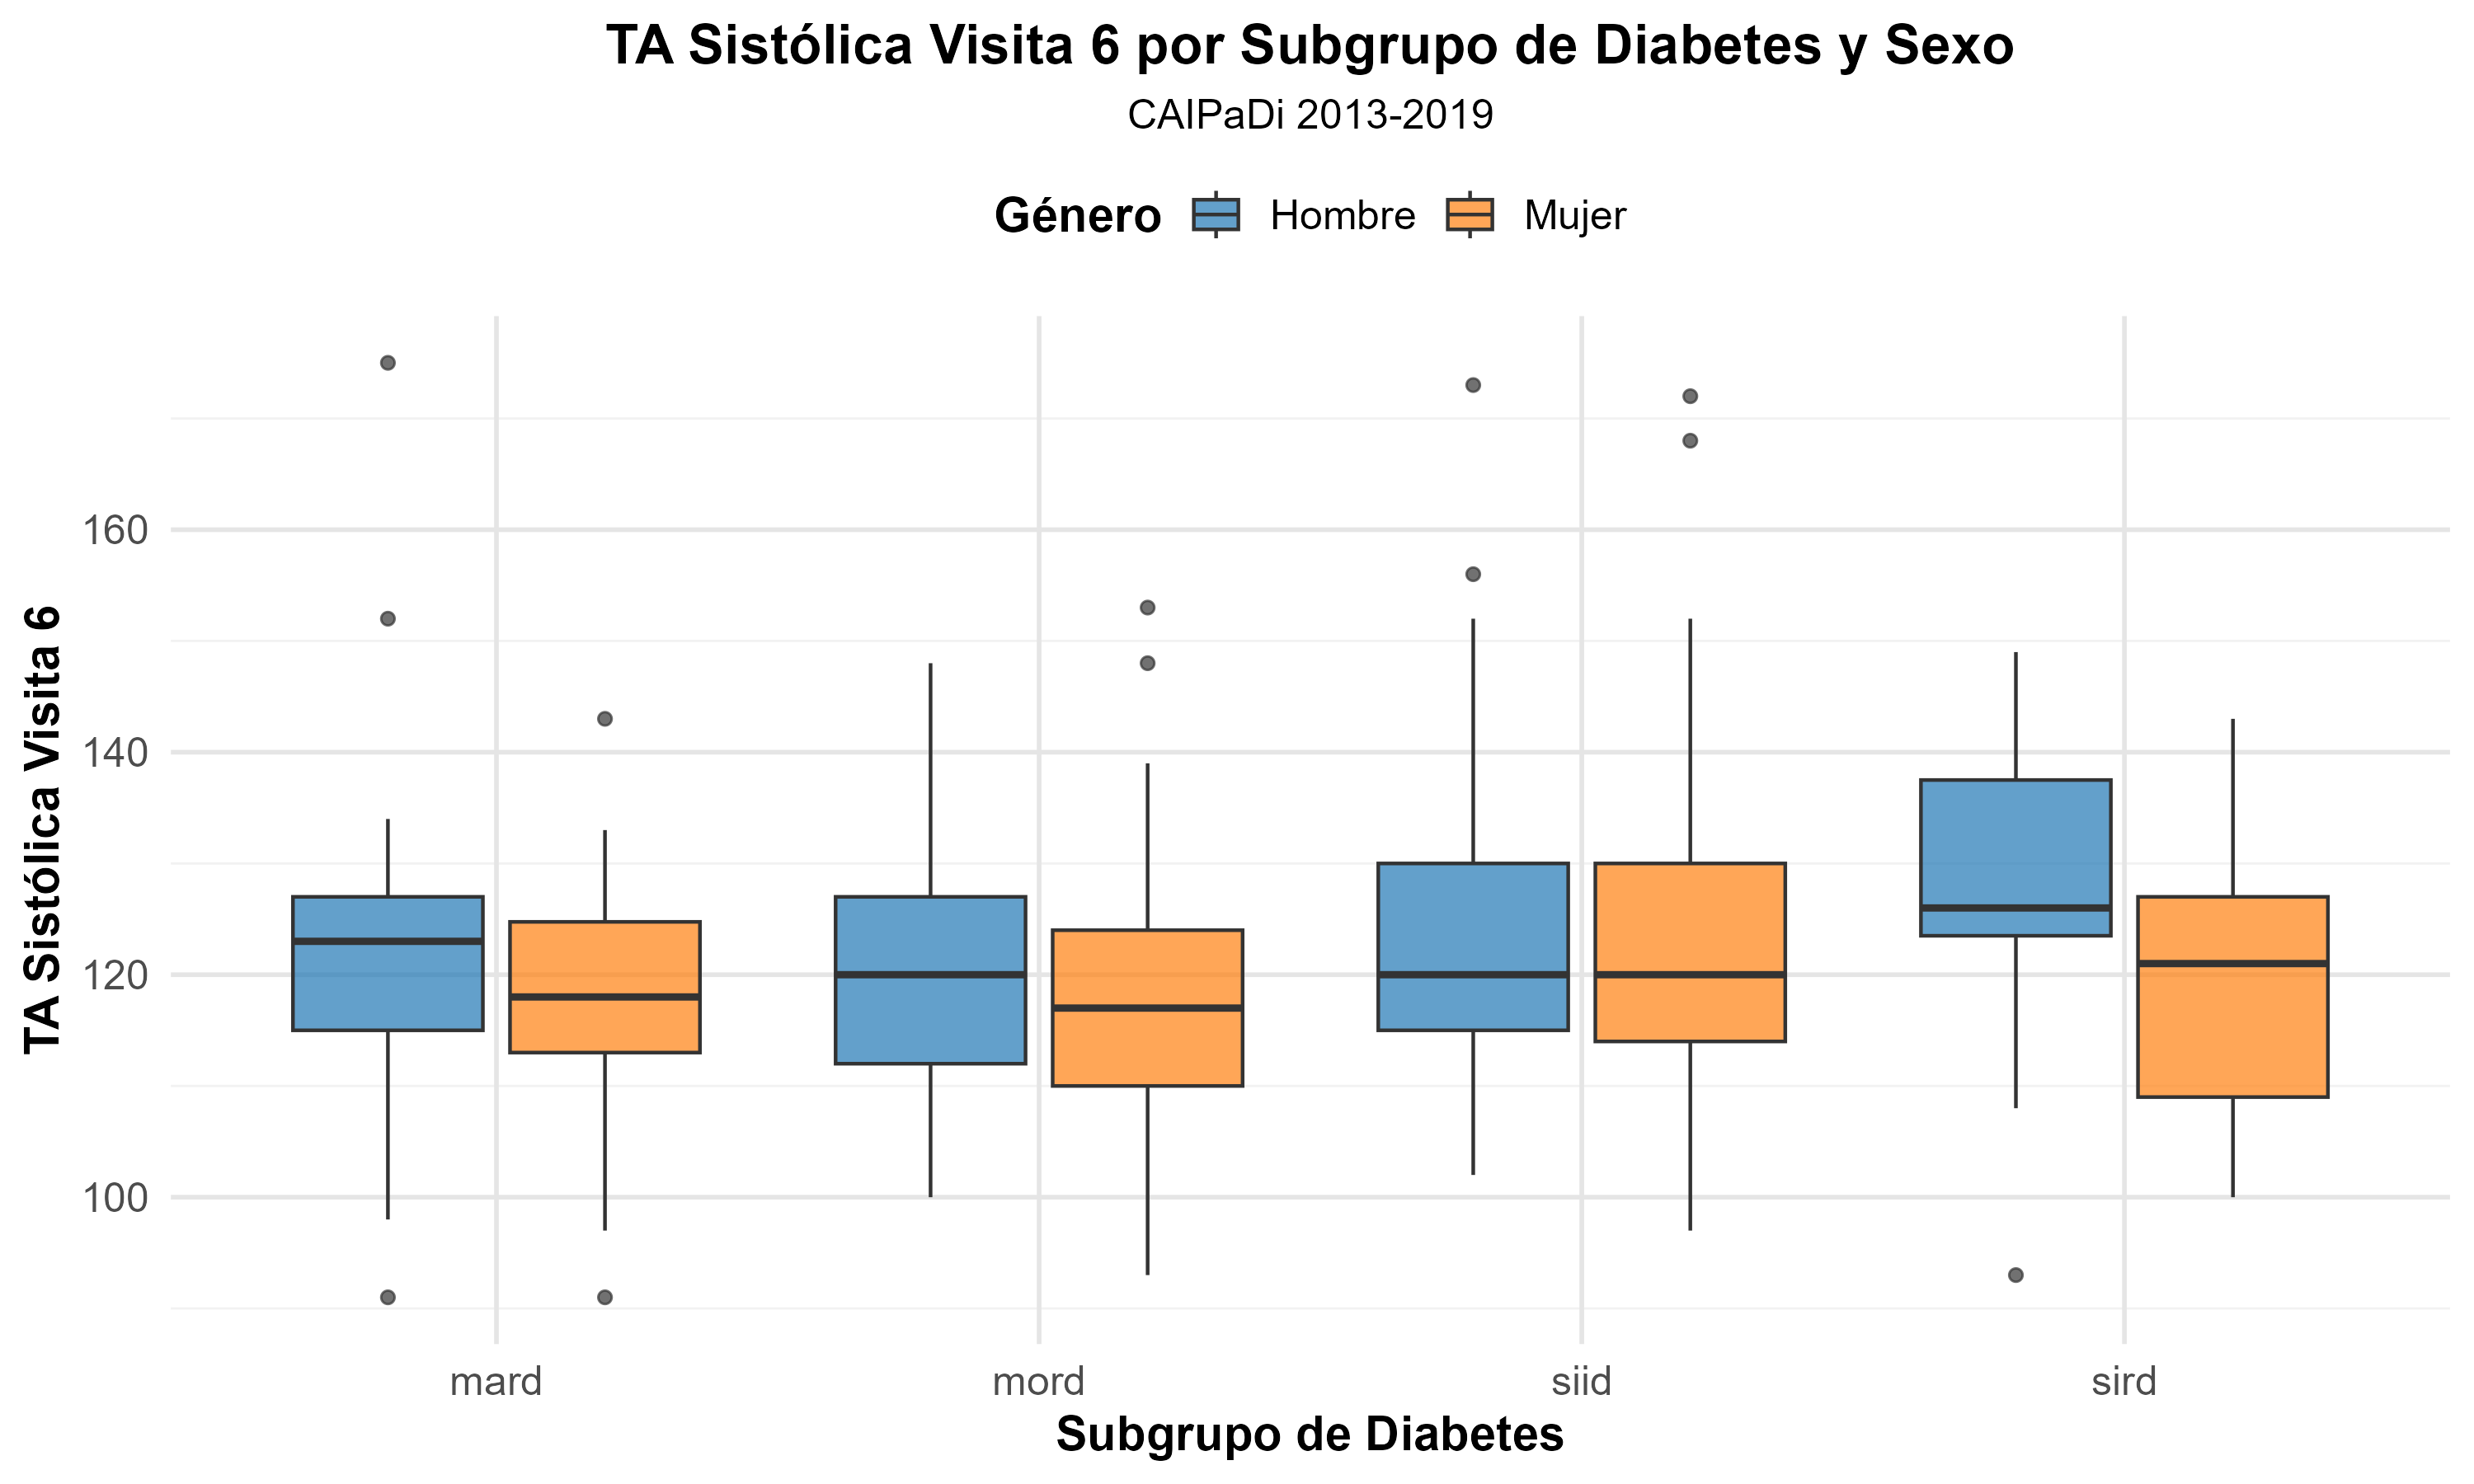 TA Sistólica Visita 6 por Subgrupo de Diabetes y Sexo
CAIPaDi 2013-2019
Género Hombre Mujer
TA Sistólica Visita 6
160
140
120
100
mard mord siid sird
Subgrupo de Diabetes